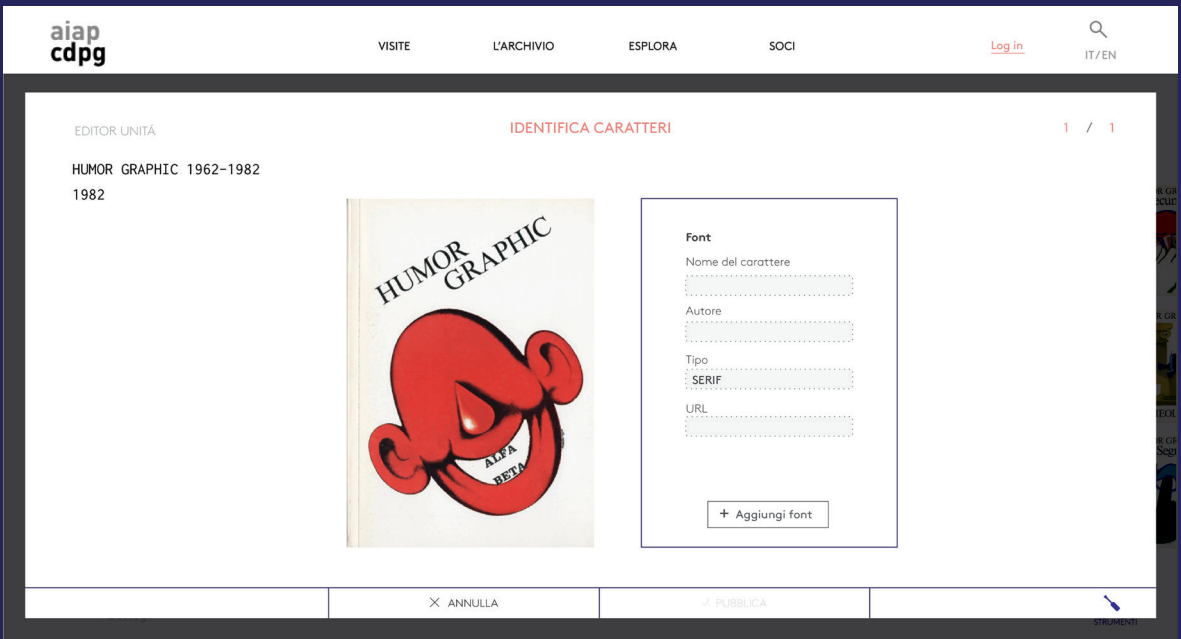 aiap
cdpg
VISITE
L'ARCHIVIO
ESPLORA
SOCI
Log in
IT/EN
EDITOR UNITÁ
IDENTIFICA CARATTERI
1 / 1
HUMOR GRAPHIC 1962-1982
1982
HUMOR
GRAPHIC
ALFA
BETA
Font
Nome del carattere
Autore
Tipo
SERIF
URL
+ Aggiungi font
ANNULLA
PUBBLICA
STRUMENTI